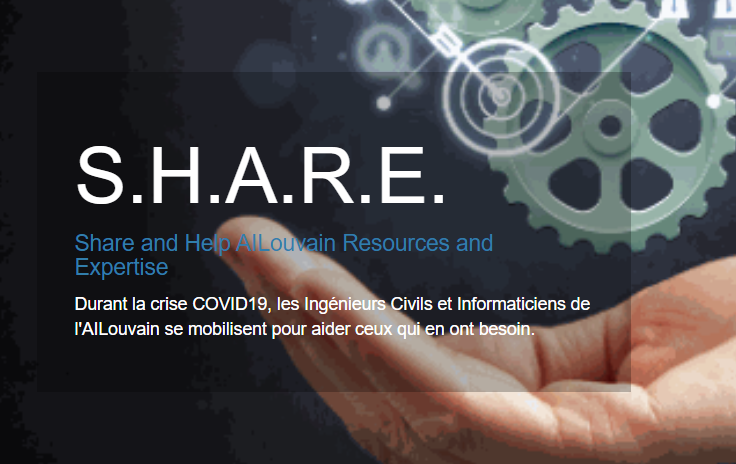 S.H.A.R.E.
Share and Help AILouvain Resources and
Expertise
Durant la crise COVID19, les Ingénieurs Civils et Informaticiens de
l'AILouvain se mobilisent pour aider ceux qui en ont besoin.